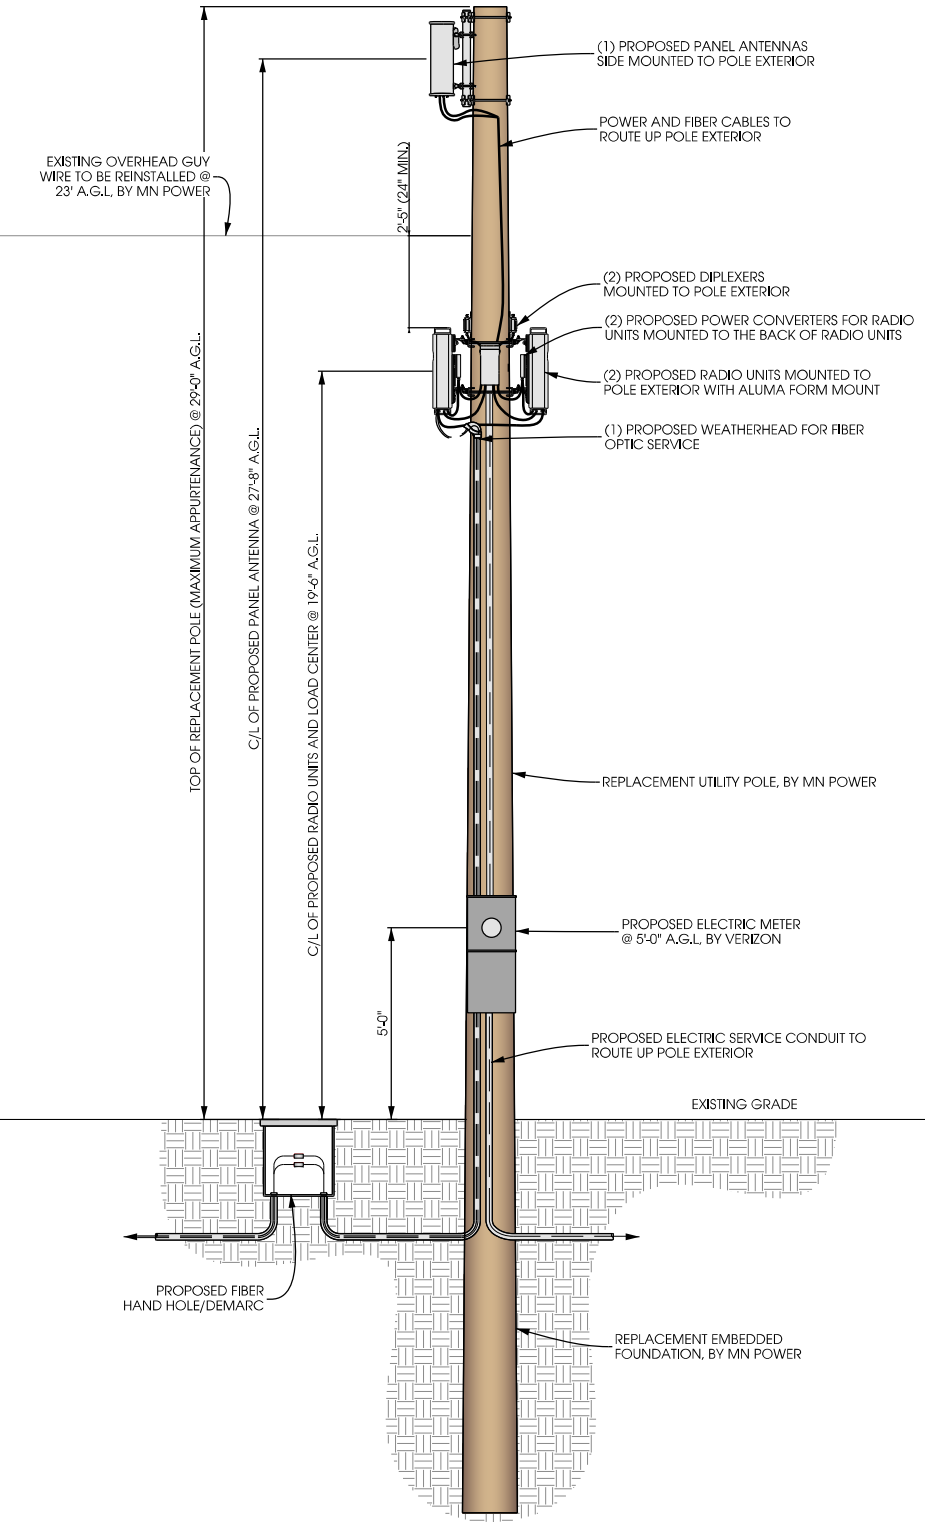 (1) PROPOSED PANEL ANTENNAS
SIDE MOUNTED TO POLE EXTERIOR
POWER AND FIBER CABLES TO
ROUTE UP POLE EXTERIOR
EXISTING OVERHEAD GUY
WIRE TO BE REINSTALLED @
23' A.G.L, BY MN POWER
2'-5" (24" MIN.)
(2) PROPOSED DIPLEXERS
MOUNTED TO POLE EXTERIOR
(2) PROPOSED POWER CONVERTERS FOR RADIO
UNITS MOUNTED TO THE BACK OF RADIO UNITS
(2) PROPOSED RADIO UNITS MOUNTED TO
POLE EXTERIOR WITH ALUMA FORM MOUNT
(1) PROPOSED WEATHERHEAD FOR FIBER
OPTIC SERVICE
TOP OF REPLACEMENT POLE (MAXIMUM APPURTENANCE) @ 29'-0" A.G.L.
C/L OF PROPOSED PANEL ANTENNA @ 27'-8" A.G.L.
C/L OF PROPOSED RADIO UNITS AND LOAD CENTER @ 19'-6" A.G.L.
REPLACEMENT UTILITY POLE, BY MN POWER
PROPOSED ELECTRIC METER
@ 5'-0" A.G.L, BY VERIZON
5'-0"
PROPOSED ELECTRIC SERVICE CONDUIT TO
ROUTE UP POLE EXTERIOR
EXISTING GRADE
PROPOSED FIBER
HAND HOLE/DEMARC
REPLACEMENT EMBEDDED
FOUNDATION, BY MN POWER